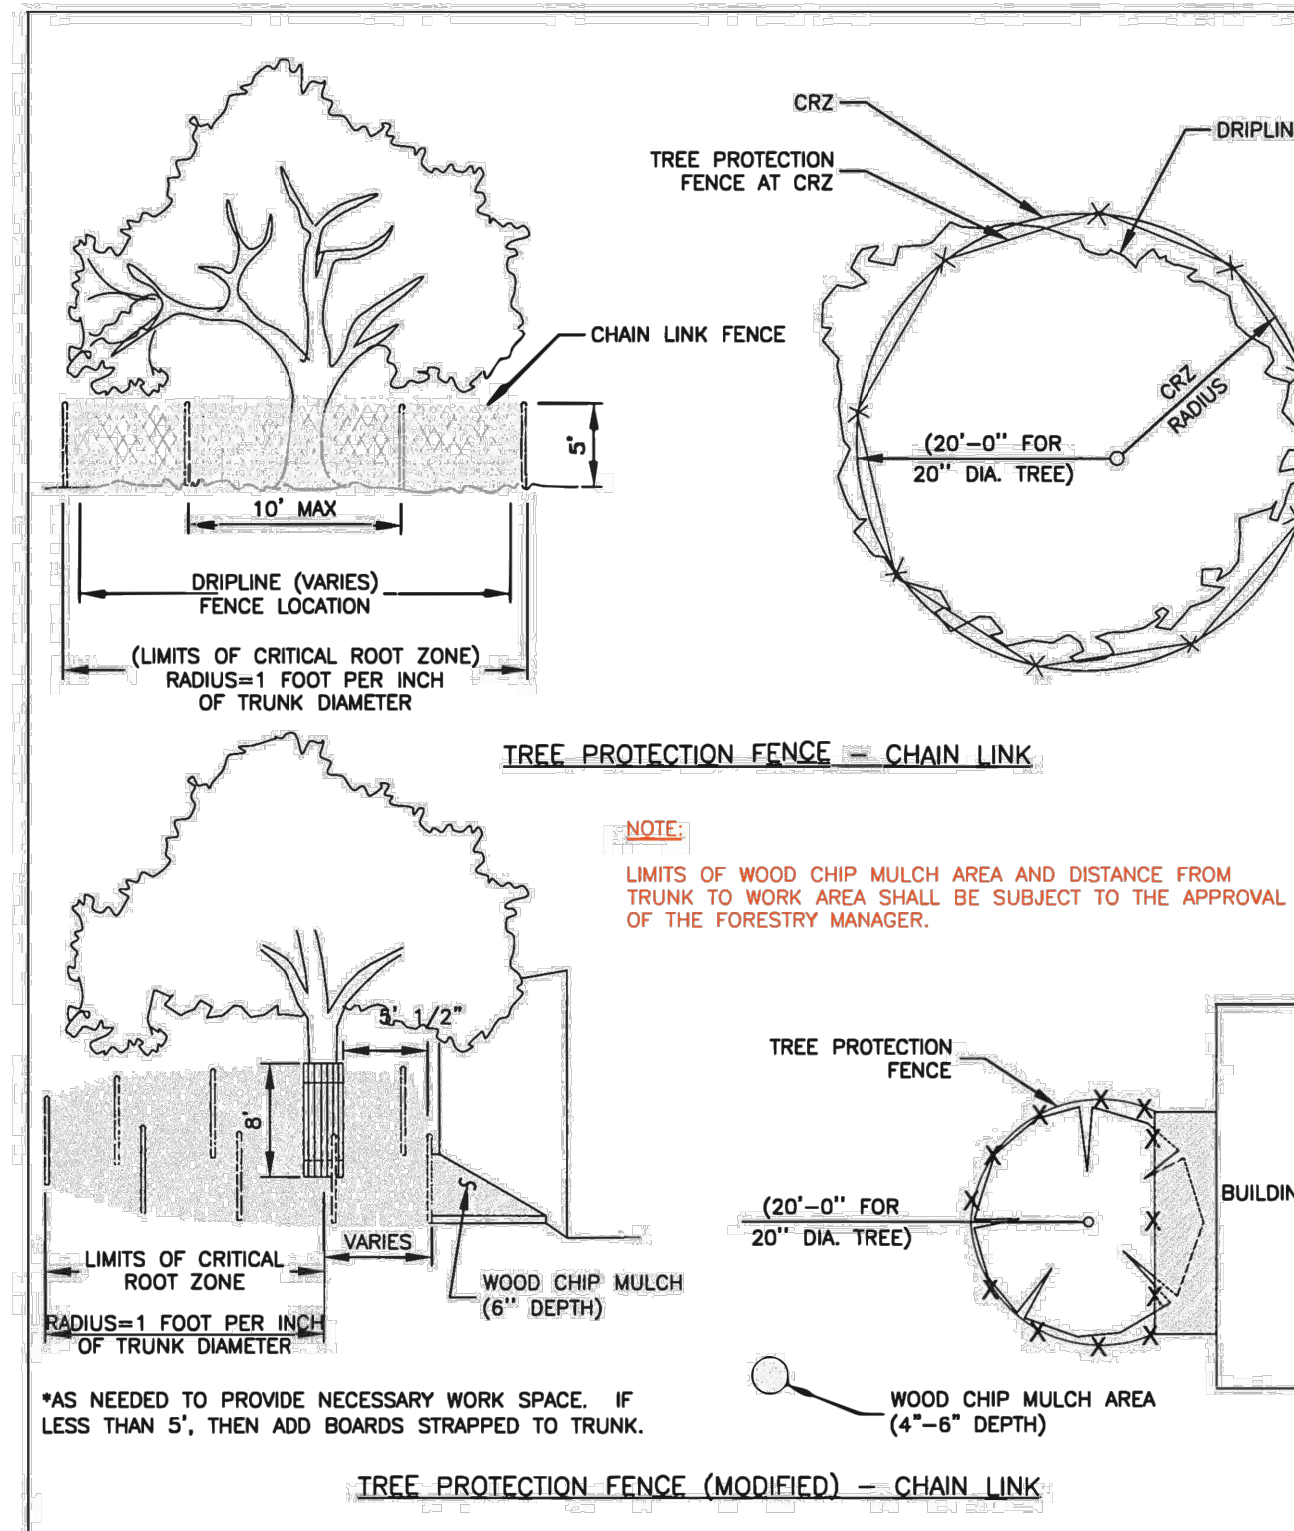 CRZ
DRIPLIN
TREE PROTECTION
FENCE AT CRZ
CHAIN LINK FENCE
CRZ
RADIUS
5'
(20'-0" FOR
20" DIA. TREE)
10' MAX
DRIPLINE (VARIES)
FENCE LOCATION
(LIMITS OF CRITICAL ROOT ZONE)
RADIUS=1 FOOT PER INCH
OF TRUNK DIAMETER
TREE PROTECTION FENCE - CHAIN LINK
NOTE:
LIMITS OF WOOD CHIP MULCH AREA AND DISTANCE FROM
TRUNK TO WORK AREA SHALL BE SUBJECT TO THE APPROVAL
OF THE FORESTRY MANAGER.
5' 1/2"
TREE PROTECTION
FENCE
8'
BUILDIN
(20'-0" FOR
20" DIA. TREE)
VARIES
LIMITS OF CRITICAL
ROOT ZONE
WOOD CHIP MULCH
(6" DEPTH)
RADIUS=1 FOOT PER INCH
OF TRUNK DIAMETER
*AS NEEDED TO PROVIDE NECESSARY WORK SPACE. IF
LESS THAN 5', THEN ADD BOARDS STRAPPED TO TRUNK.
WOOD CHIP MULCH AREA
(4"-6" DEPTH)
TREE PROTECTION FENCE (MODIFIED) - CHAIN LINK